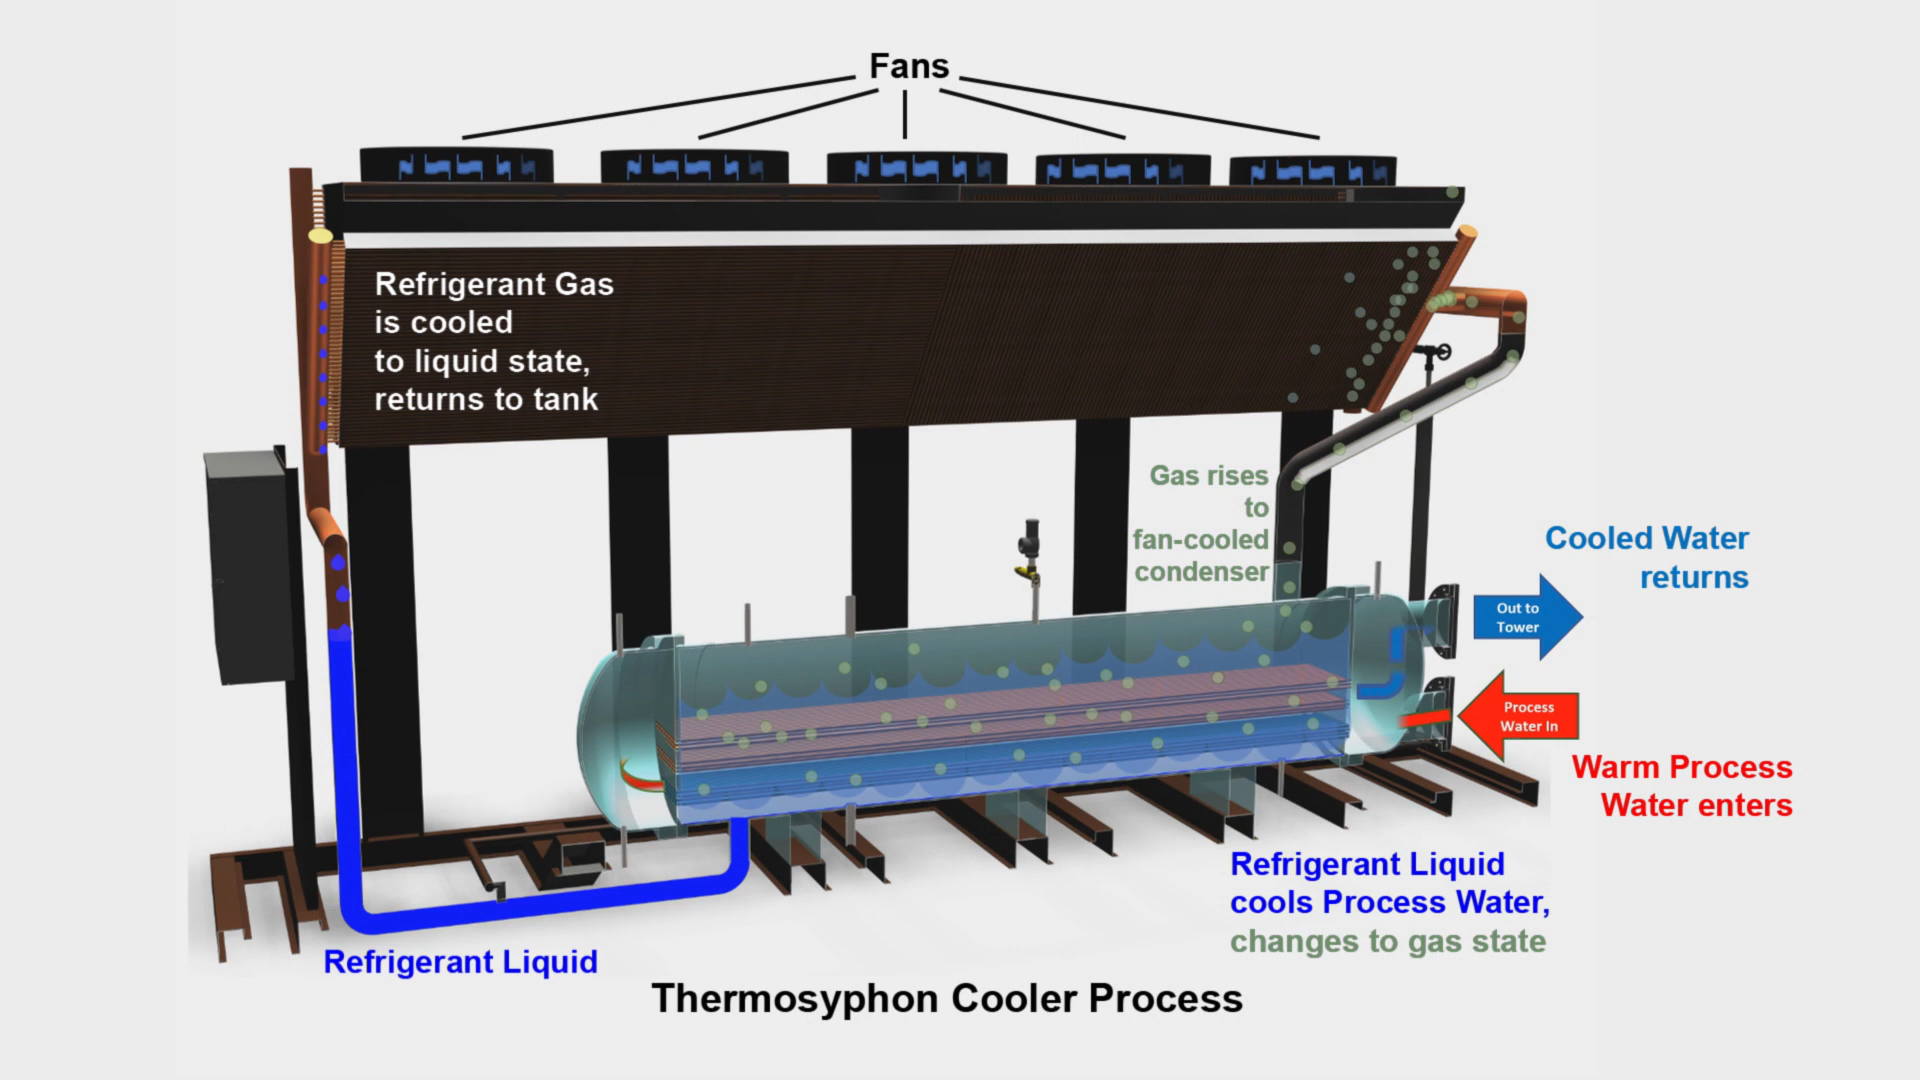 Fans
Refrigerant Gas
is cooled
to liquid state,
returns to tank
Gas rises
to
fan-cooled
condenser
Cooled Water
returns
Out to
Tower
Process
Water In
Warm Process
Water enters
Refrigerant Liquid
cools Process Water,
changes to gas state
Refrigerant Liquid
Thermosyphon Cooler Process